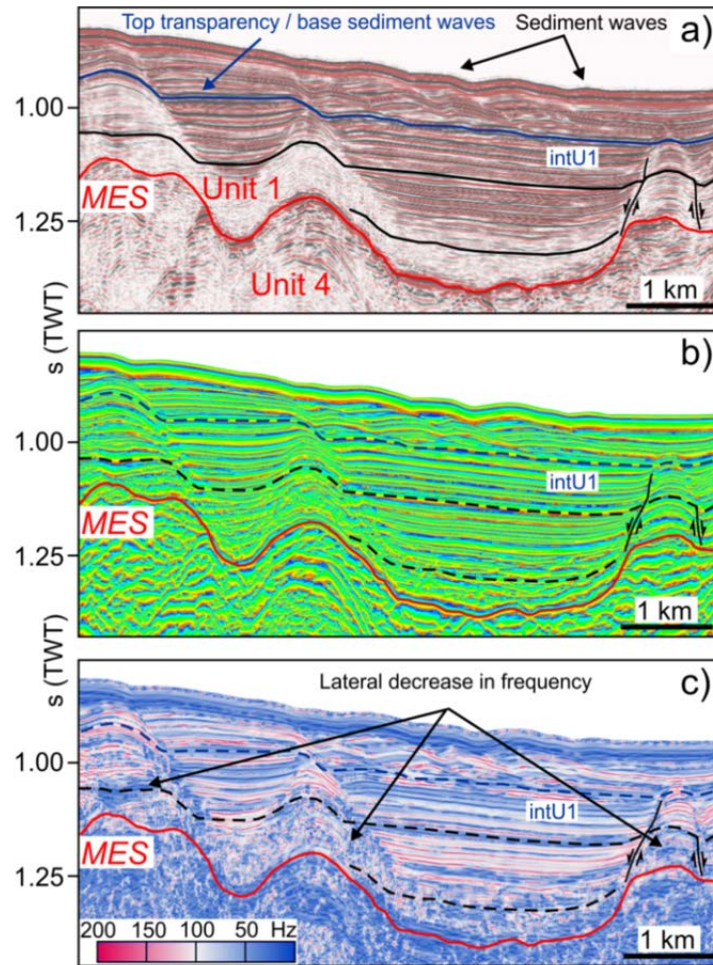 Top transparency / base sediment waves
Sediment waves
a)
1.00
intU1
MES
Unit 1
1.25
Unit 4
1 km
s (TWT)
b)
1.00
intU1
MES
1.25
1 km
s (TWT)
c)
Lateral decrease in frequency
1.00
intU1
MES
1.25
200 150 100 50 Hz
1 km